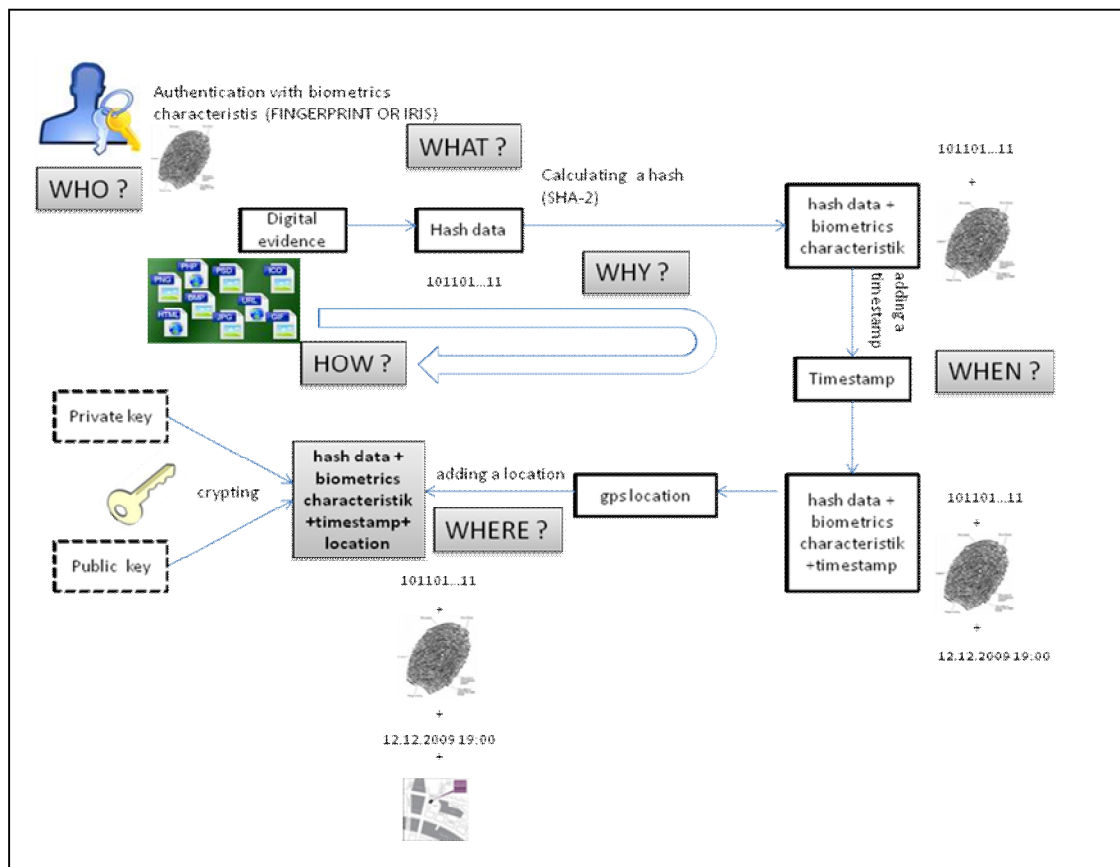 Authentication with biometrics
characteristis (FINGERPRINT OR IRIS)
WHO ?
WHAT ?
Calculating a hash
(SHA-2)
101101...11
+
Digital
evidence
Hash data
hash data +
biometrics
characteristik
PHP
PSD
ICO
PNG
BMP
URL
HTML
JPG
GIF
101101...11
WHY ?
adding a
timestamp
HOW ?
Timestamp
WHEN ?
Private key
crypting
Public key
hash data +
biometrics
characteristik
+timestamp+
location
adding a location
gps location
WHERE ?
hash data +
biometrics
characteristik
+timestamp
101101...11
+
+
12.12.2009 19:00
101101...11
+
+
12.12.2009 19:00
+